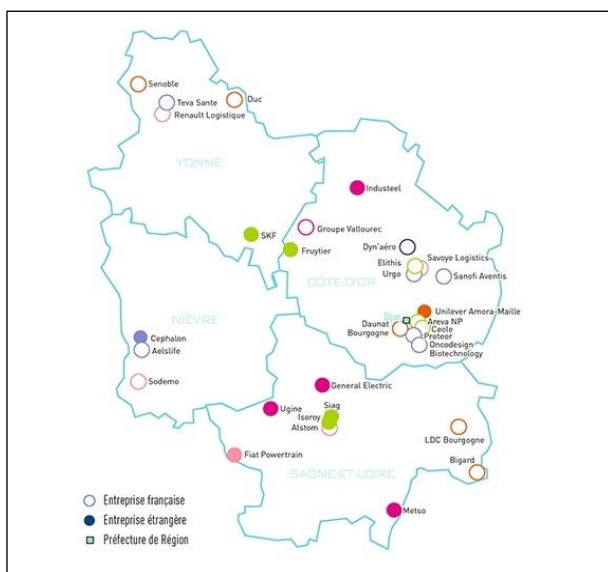 Senoble
Duc
Teva Sante
Renault Logistique
YONNE
Industeel
SKF
Groupe Vallourec
Fruytier
Dyn'aéro
Elithis
Savoye Logistics
Urgo
Sanofi Aventis
CÔTE-D'OR
NIÈVRE
Unilever Amora-Maille
Dijon
Areva NP
Daunat
Bourgogne
Ceole
Proteor
Oncodesign
Biotechnology
Cephalon
Aelslife
Sodemo
General Electric
Ugine
Siag
Isoroy
Alstom
LDC Bourgogne
Bigard
Fiat Powertrain
SAÔNE-ET-LOIRE
Metso
Entreprise française
Entreprise étrangère
Préfecture de Région